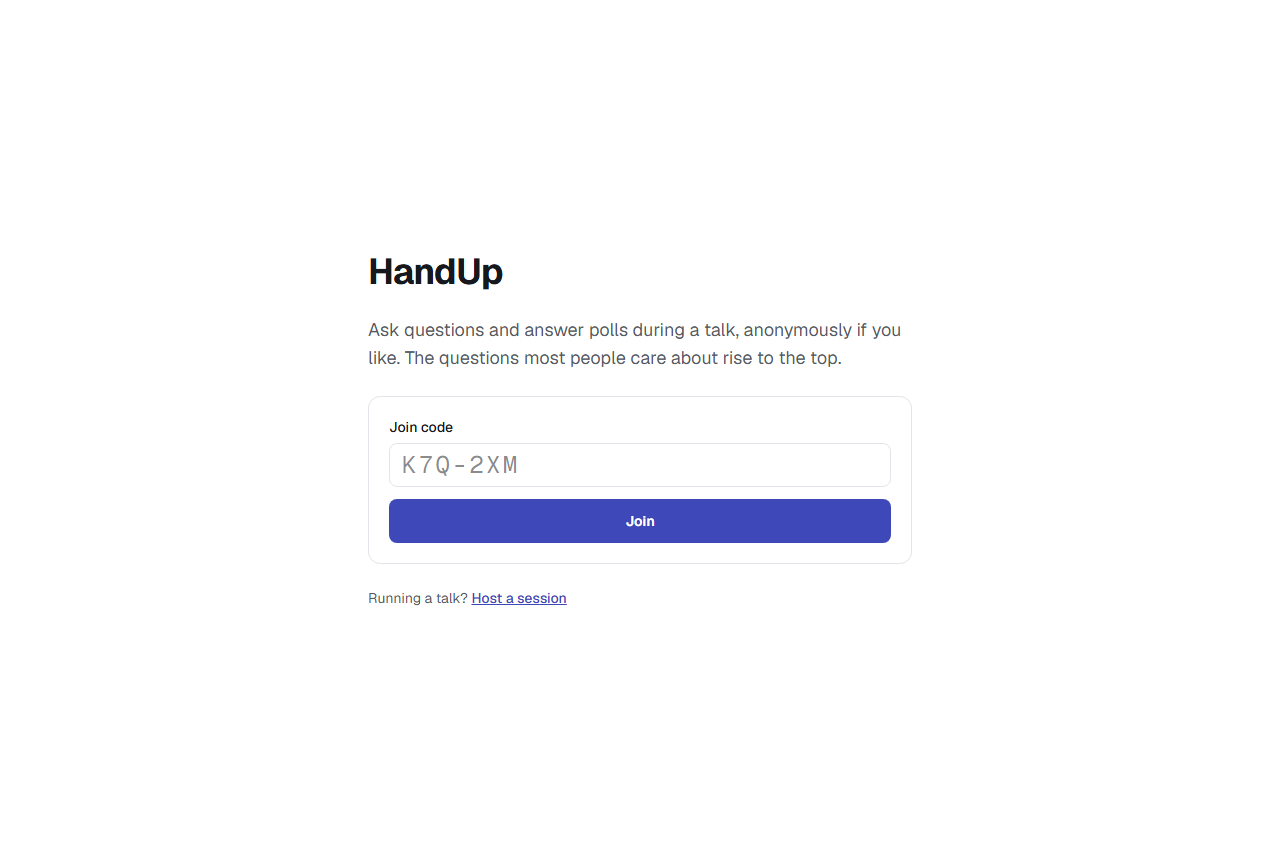 HandUp
Ask questions and answer polls during a talk, anonymously if you
like. The questions most people care about rise to the top.
Join code
K7Q-2XM
Join
Running a talk? Host a session